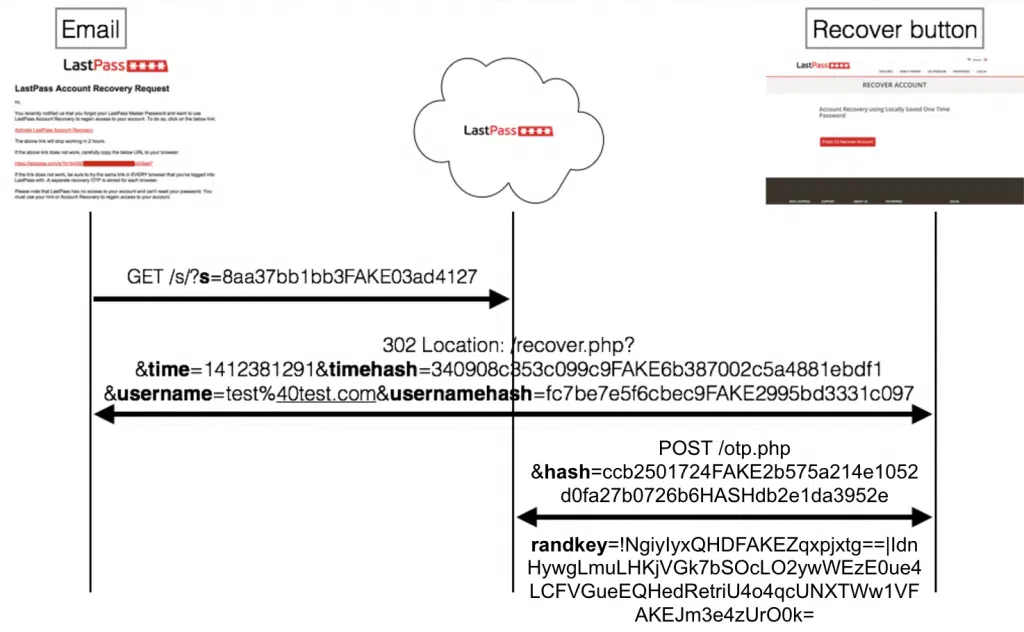 Email
Recover button
LastPass
LastPass Account Recovery Request
Hi,
You recently notified us that you forgot your LastPass Master Password and want to use
LastPass Account Recovery to regain access to your account. To do so, click on the below link:
Activate LastPass Account Recovery.
The above link will stop working in 2 hours.
If the above link does not work, carefully copy the below URL to your browser:
If the link does not work, be sure to try the same link in EVERY browser that you've logged into
LastPass with. A separate recovery OTP is stored for each browser.
Please note that LastPass has no access to your account and can't reset your password. You
must use your hint or Account Recovery to regain access to your account.
LastPass
LastPass
RECOVER ACCOUNT
Account Recovery using Locally Saved One Time
Password
Press To Recover Account
GET /s/?s=8aa37bb1bb3FAKE03ad4127
302 Location: /recover.php?
&time=1412381291&timehash=340908c353c099c9FAKE6b387002c5a4881ebdf1
&username=test%40test.com&usernamehash=fc7be7e5f6cbec9FAKE2995bd3331c097
POST /otp.php
&hash=ccb2501724FAKE2b575a214e1052
d0fa27b0726b6HASHdb2e1da3952e
randkey=!NgiyIyxQHDFAKEZqxpjxtg==|Idn
HywgLmuLHKjVGk7bSOcLO2ywWEzE0ue4
LCFVGueEQHedRetriU4o4qcUNXTWw1VF
AKEJm3e4zUrO0k=